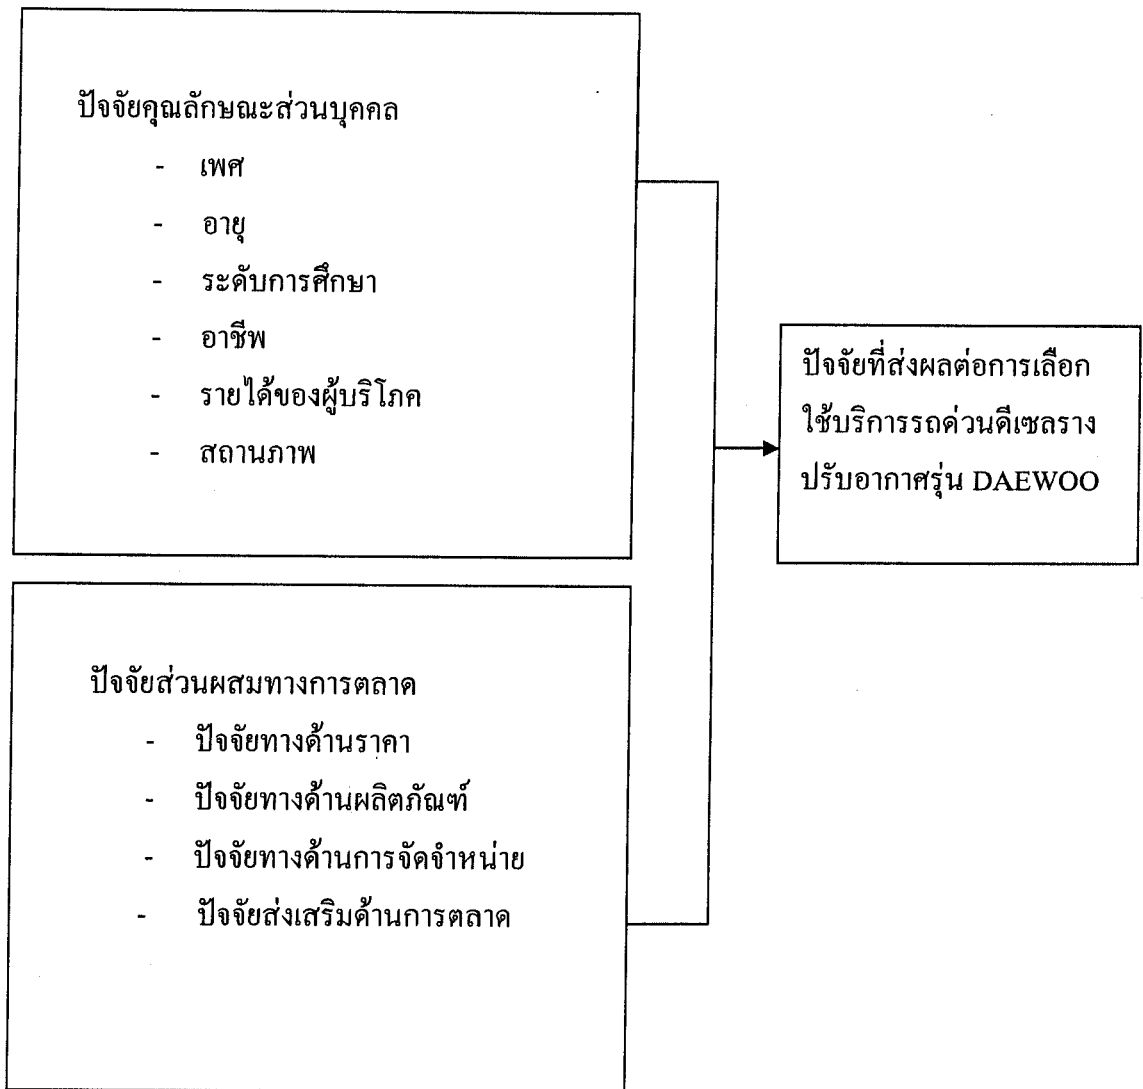 ปัจจัยคุณลักษณะส่วนบุคคล
- เพศ
- อายุ
- ระดับการศึกษา
- อาชีพ
- รายได้ของผู้บริโภค
- สถานภาพ
ปัจจัยที่ส่งผลต่อการเลือก
ใช้บริการรถด่วนดีเซลราง
ปรับอากาศรุ่น DAEWOO
ปัจจัยส่วนผสมทางการตลาด
- ปัจจัยทางด้านราคา
- ปัจจัยทางด้านผลิตภัณฑ์
- ปัจจัยทางด้านการจัดจำหน่าย
- ปัจจัยส่งเสริมด้านการตลาด